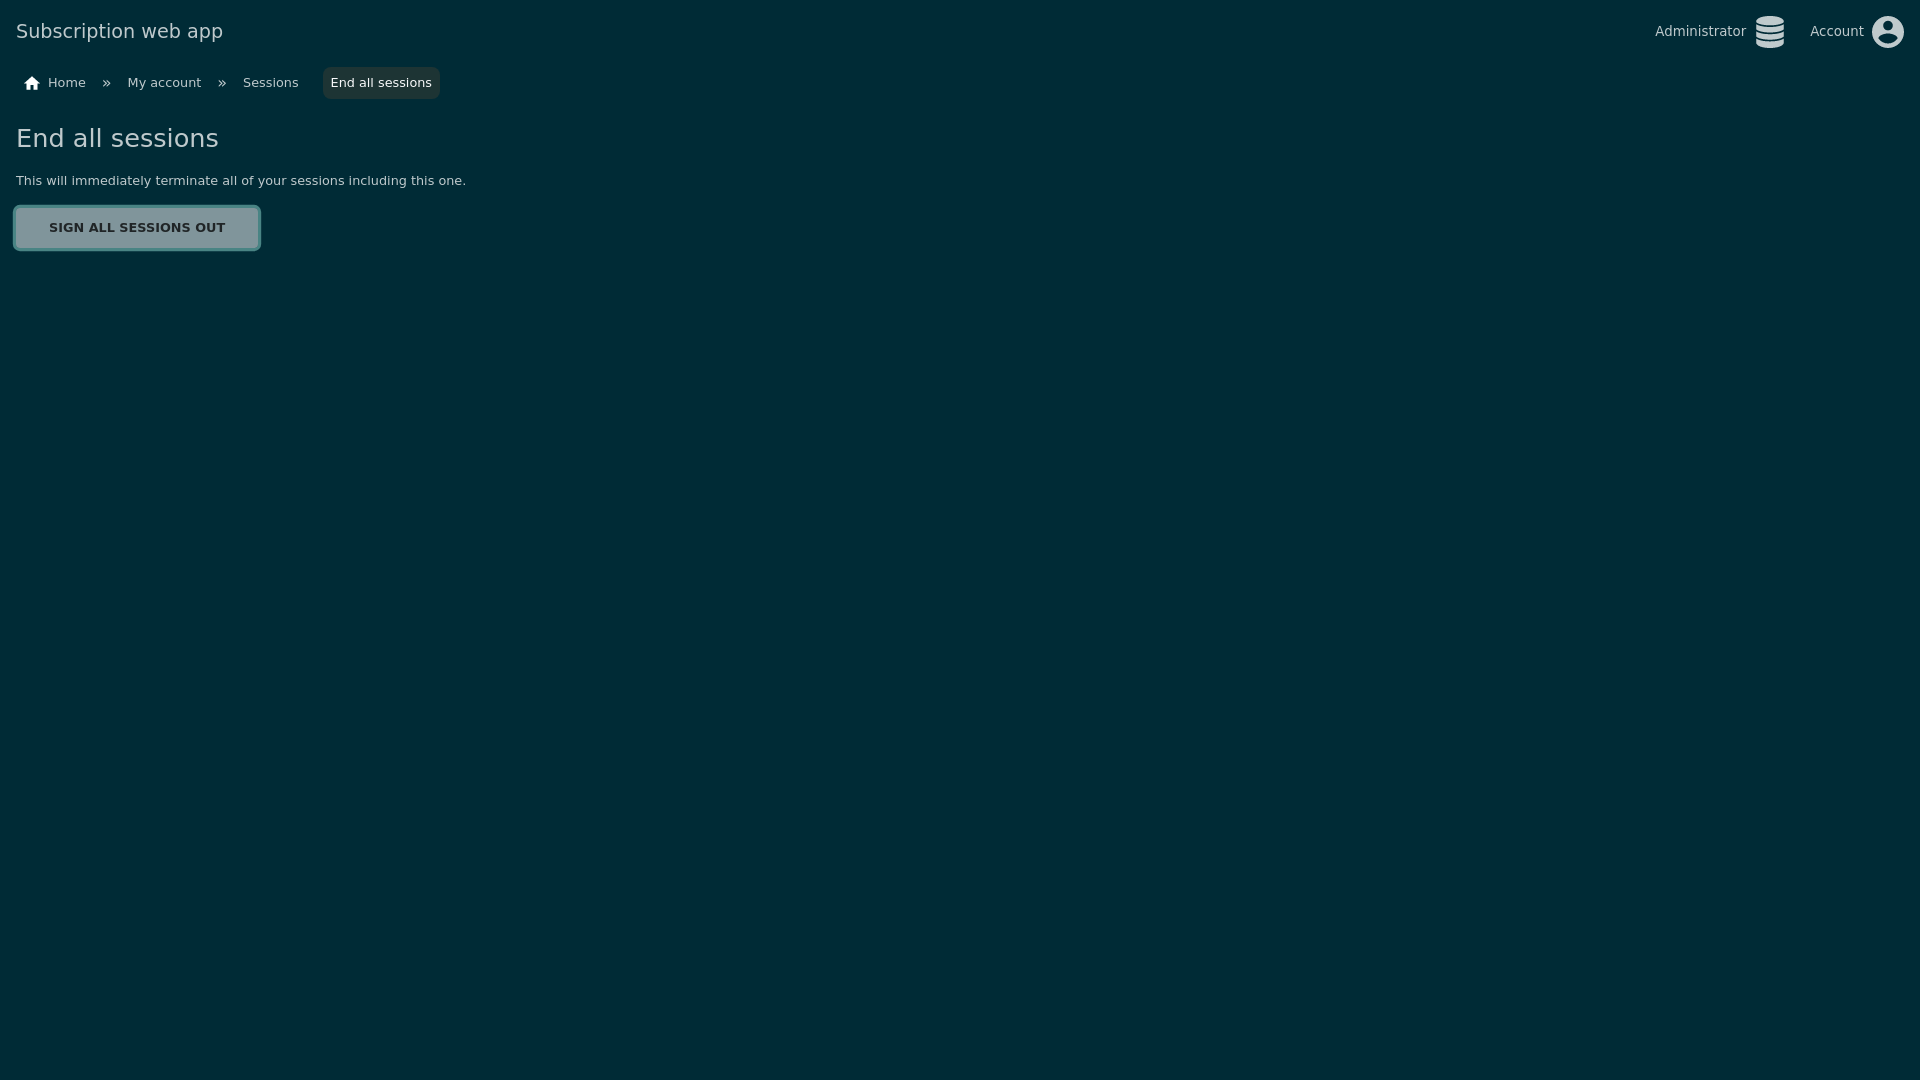 Subscription web app
Administrator
Account
Home » My account » Sessions End all sessions
End all sessions
This will immediately terminate all of your sessions including this one.
SIGN ALL SESSIONS OUT